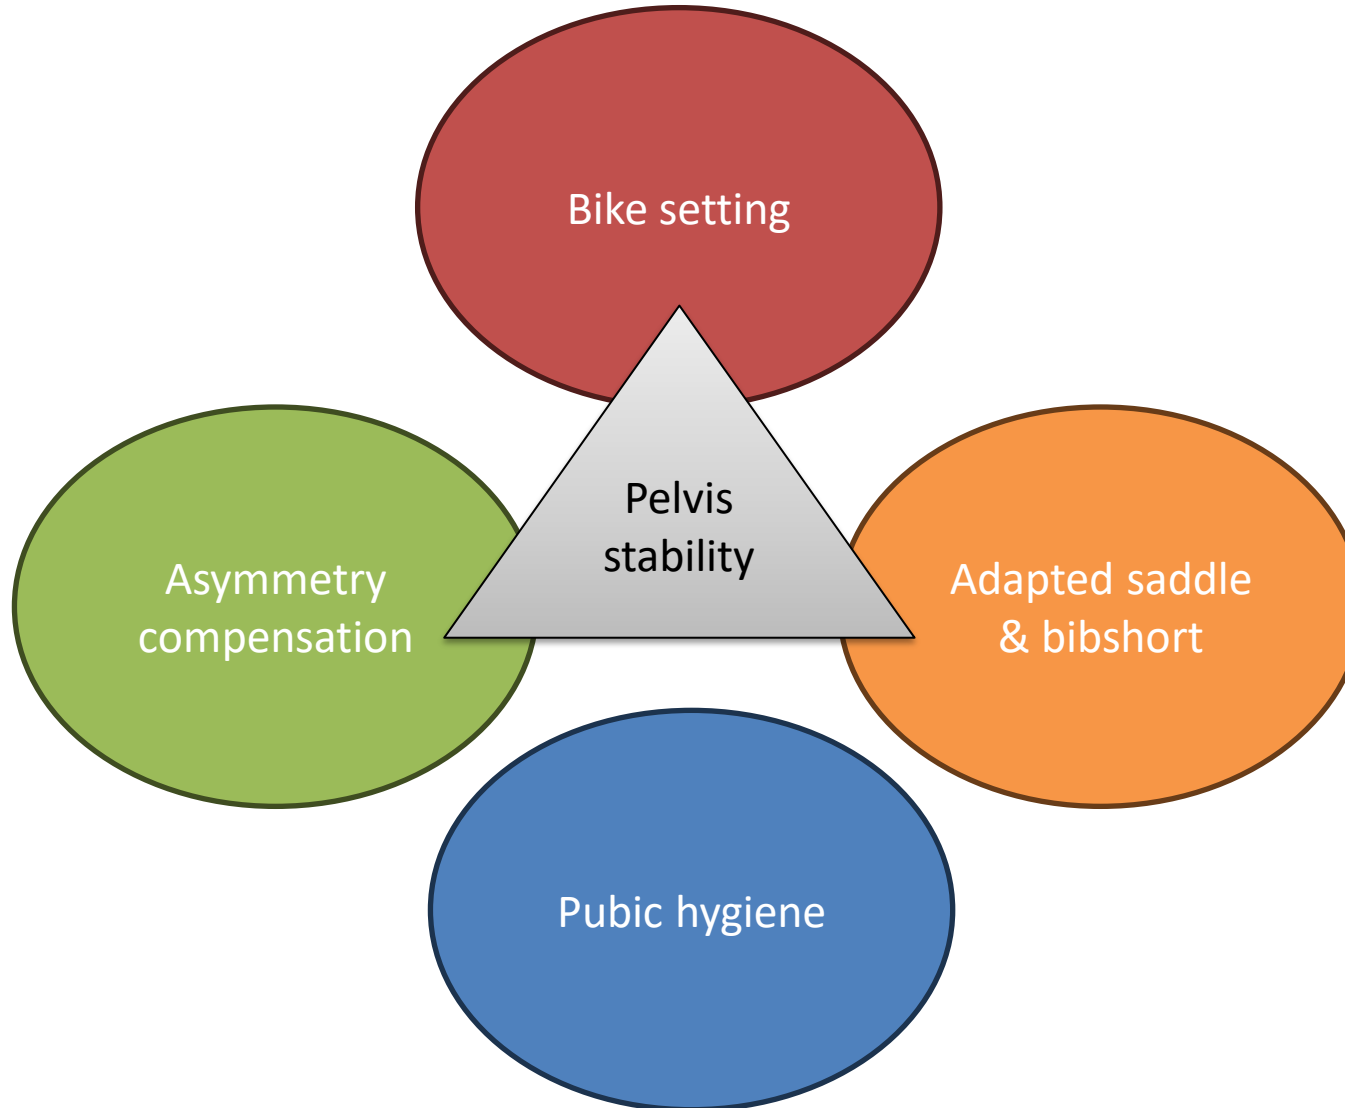 Bike setting
Pelvis
stability
Asymmetry
compensation
Adapted saddle
& bibshort
Pubic hygiene